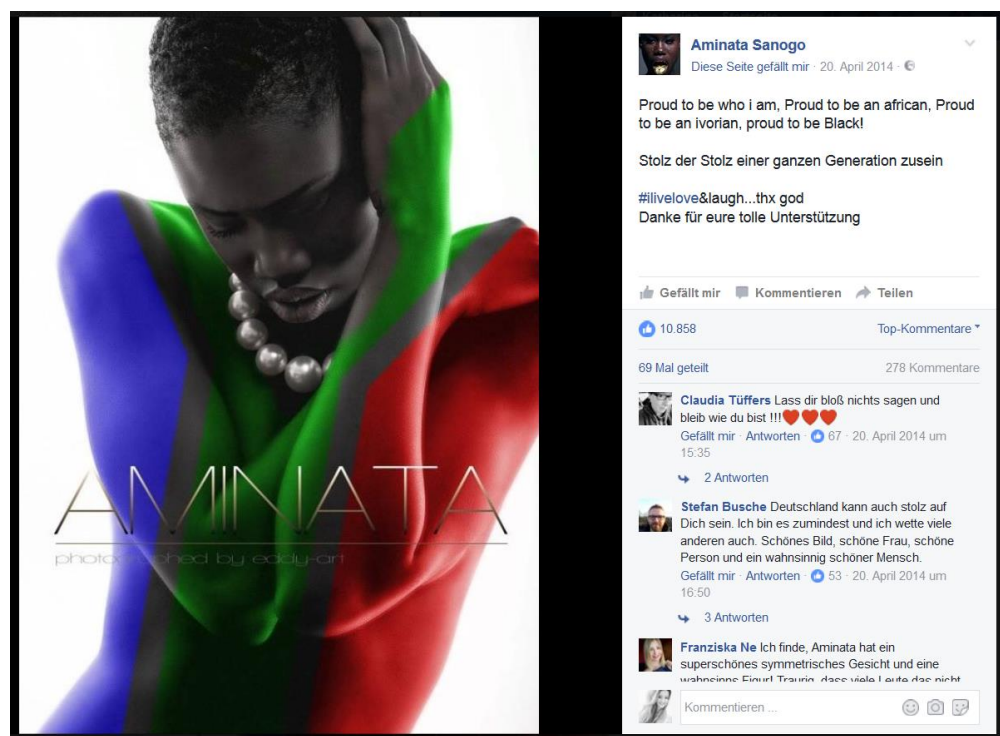 AMINATA
photographed by eddy-art
Aminata Sanogo
Diese Seite gefällt mir · 20. April 2014 ·
Proud to be who i am, Proud to be an african, Proud
to be an ivorian, proud to be Black!
Stolz der Stolz einer ganzen Generation zusein
#ilivelove&laugh...thx god
Danke für eure tolle Unterstützung
Gefällt mir Kommentieren Teilen
10.858 Top-Kommentare
69 Mal geteilt 278 Kommentare
Claudia Tüffers Lass dir bloß nichts sagen und
bleib wie du bist !!!❤❤❤
Gefällt mir · Antworten · 67 · 20. April 2014 um
15:35
2 Antworten
Stefan Busche Deutschland kann auch stolz auf
Dich sein. Ich bin es zumindest und ich wette viele
anderen auch. Schönes Bild, schöne Frau, schöne
Person und ein wahnsinnig schöner Mensch.
Gefällt mir · Antworten · 53 · 20. April 2014 um
16:50
3 Antworten
Franziska Ne Ich finde, Aminata hat ein
superschönes symmetrisches Gesicht und eine
wahnsinns Figur! Traurig, dass viele Leute das nicht
Kommentieren ...